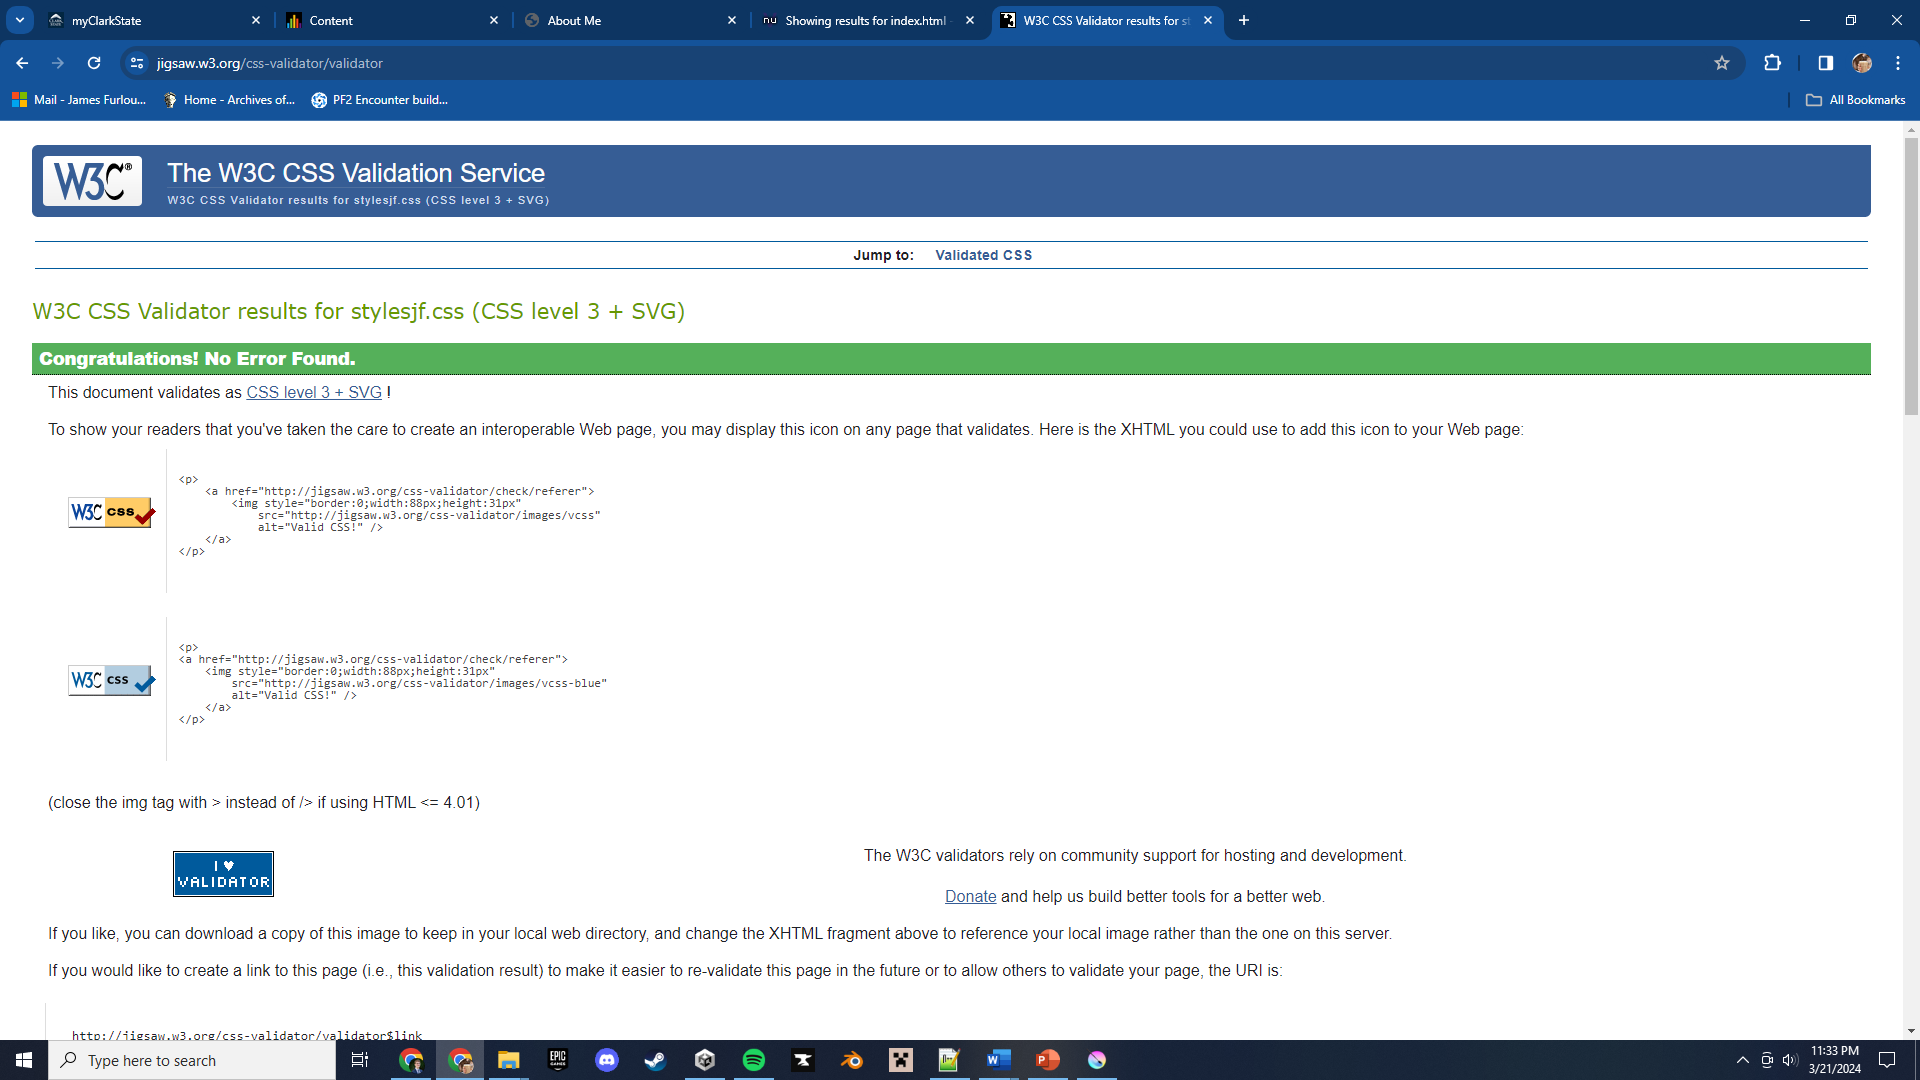 myClarkState
Content
About Me
nu Showing results for index.html
W3C CSS Validator results for st
jigsaw.w3.org/css-validator/validator
Mail - James Furlou...
Home - Archives of...
PF2 Encounter build...
All Bookmarks
W3C®
The W3C CSS Validation Service
W3C CSS Validator results for stylesjf.css (CSS level 3 + SVG)
Jump to: Validated CSS
W3C CSS Validator results for stylesjf.css (CSS level 3 + SVG)
Congratulations! No Error Found.
This document validates as CSS level 3 + SVG !
To show your readers that you've taken the care to create an interoperable Web page, you may display this icon on any page that validates. Here is the XHTML you could use to add this icon to your Web page:
W3C css
<p>
<a href="http://jigsaw.w3.org/css-validator/check/referer">
<img style="border:0;width:88px;height:31px"
src="http://jigsaw.w3.org/css-validator/images/vcss"
alt="Valid CSS!" />
</a>
</p>
W3C css
<p>
<a href="http://jigsaw.w3.org/css-validator/check/referer">
<img style="border:0;width:88px;height:31px"
src="http://jigsaw.w3.org/css-validator/images/vcss-blue"
alt="Valid CSS!" />
</a>
</p>
(close the img tag with > instead of /> if using HTML <= 4.01)
I ♥
VALIDATOR
The W3C validators rely on community support for hosting and development.
Donate and help us build better tools for a better web.
If you like, you can download a copy of this image to keep in your local web directory, and change the XHTML fragment above to reference your local image rather than the one on this server.
If you would like to create a link to this page (i.e., this validation result) to make it easier to re-validate this page in the future or to allow others to validate your page, the URI is:
http://jigsaw.w3.org/css-validator/validator$link
Type here to search
EPIC
GAMES
11:33 PM
3/21/2024